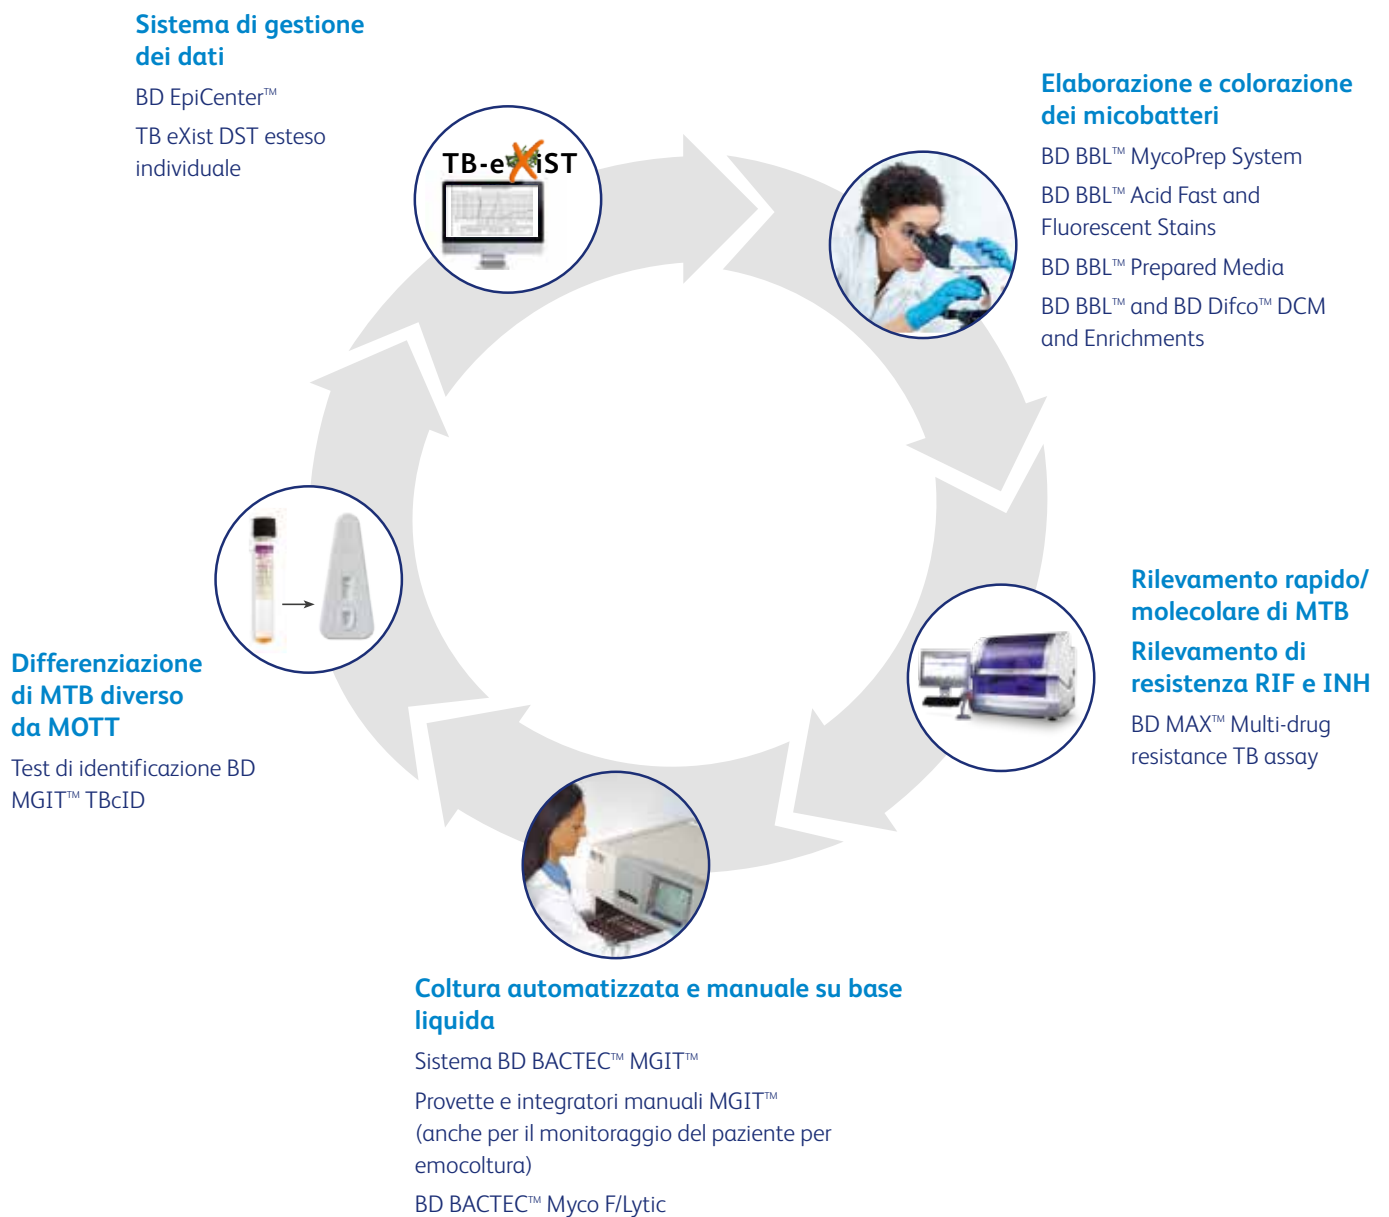 Sistema di gestione
dei dati
BD EpiCenter™
TB eXist DST esteso
individuale
TB-eXiST
Elaborazione e colorazione
dei micobatteri
BD BBL™ MycoPrep System
BD BBL™ Acid Fast and
Fluorescent Stains
BD BBL™ Prepared Media
BD BBL™ and BD Difco™ DCM
and Enrichments
Rilevamento rapido/
molecolare di MTB
Rilevamento di
resistenza RIF e INH
BD MAX™ Multi-drug
resistance TB assay
Differenziazione
di MTB diverso
da MOTT
Test di identificazione BD
MGIT™ TBcID
Coltura automatizzata e manuale su base
liquida
Sistema BD BACTEC™ MGIT™
Provette e integratori manuali MGIT™
(anche per il monitoraggio del paziente per
emocoltura)
BD BACTEC™ Myco F/Lytic